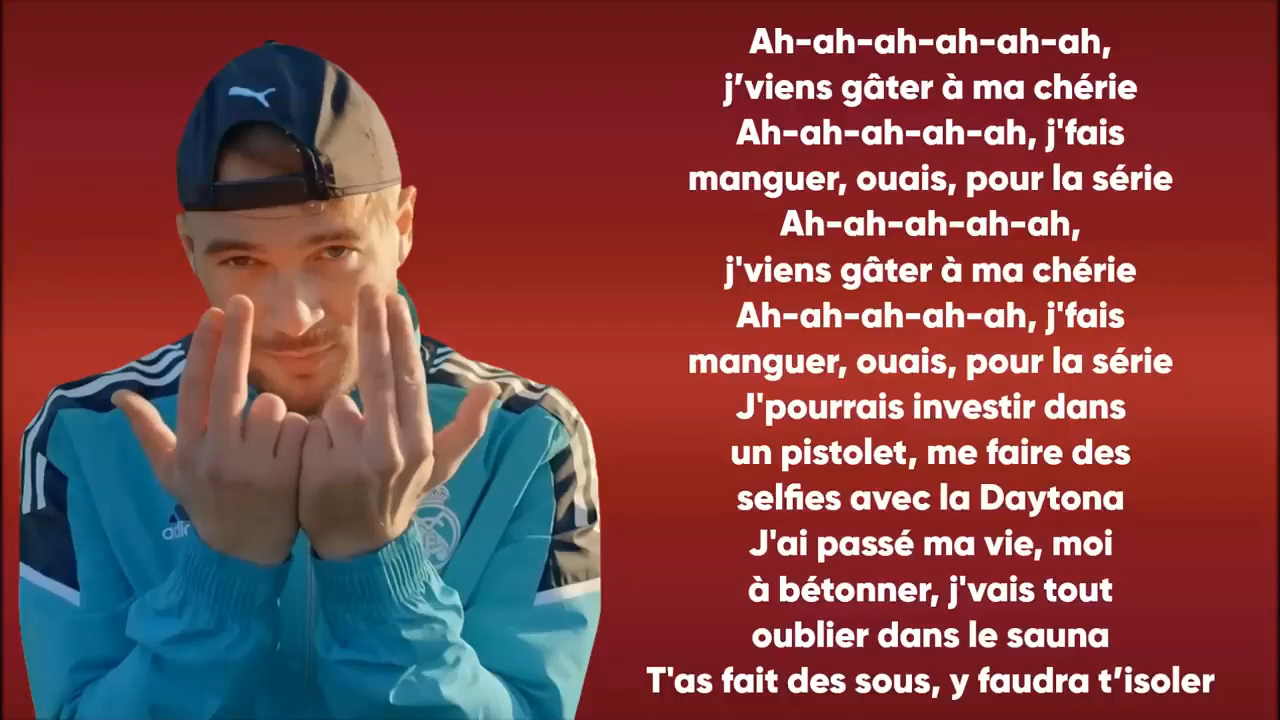 Ah-ah-ah-ah-ah-ah,
j’viens gâter à ma chérie
Ah-ah-ah-ah-ah, j'fais
manguer, ouais, pour la série
Ah-ah-ah-ah-ah,
j'viens gâter à ma chérie
Ah-ah-ah-ah-ah, j'fais
manguer, ouais, pour la série
J'pourrais investir dans
un pistolet, me faire des
selfies avec la Daytona
J'ai passé ma vie, moi
à bétonner, j'vais tout
oublier dans le sauna
T'as fait des sous, y faudra t’isoler